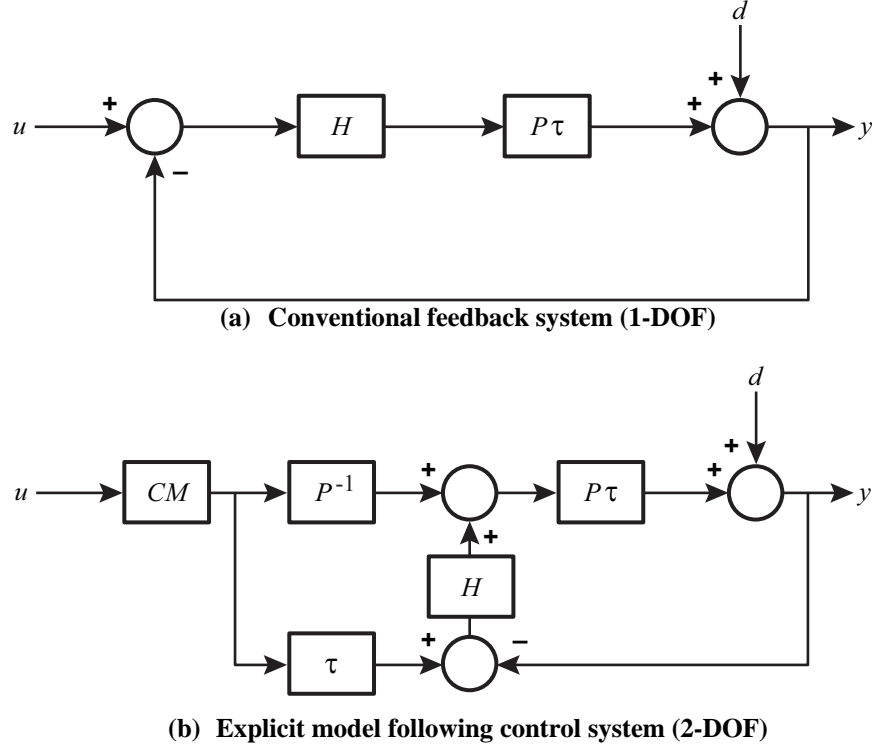 d
+
+ + +
u H Pτ y
−
(a) Conventional feedback system (1-DOF)
d
+
+ +
u CM P⁻¹ Pτ y
+
H
+ −
τ
(b) Explicit model following control system (2-DOF)